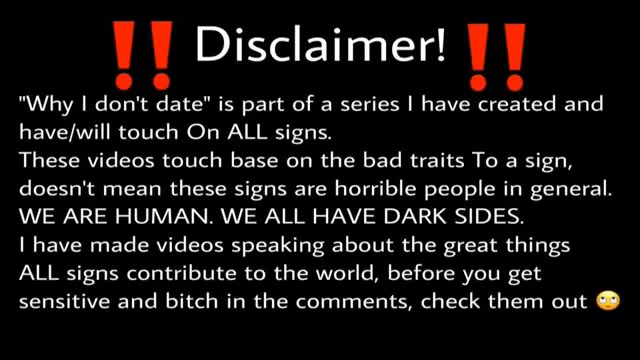 ‼️ Disclaimer! ‼️
"Why I don't date" is part of a series I have created and
have/will touch On ALL signs.
These videos touch base on the bad traits To a sign,
doesn't mean these signs are horrible people in general.
WE ARE HUMAN. WE ALL HAVE DARK SIDES.
I have made videos speaking about the great things
ALL signs contribute to the world, before you get
sensitive and bitch in the comments, check them out 🙄